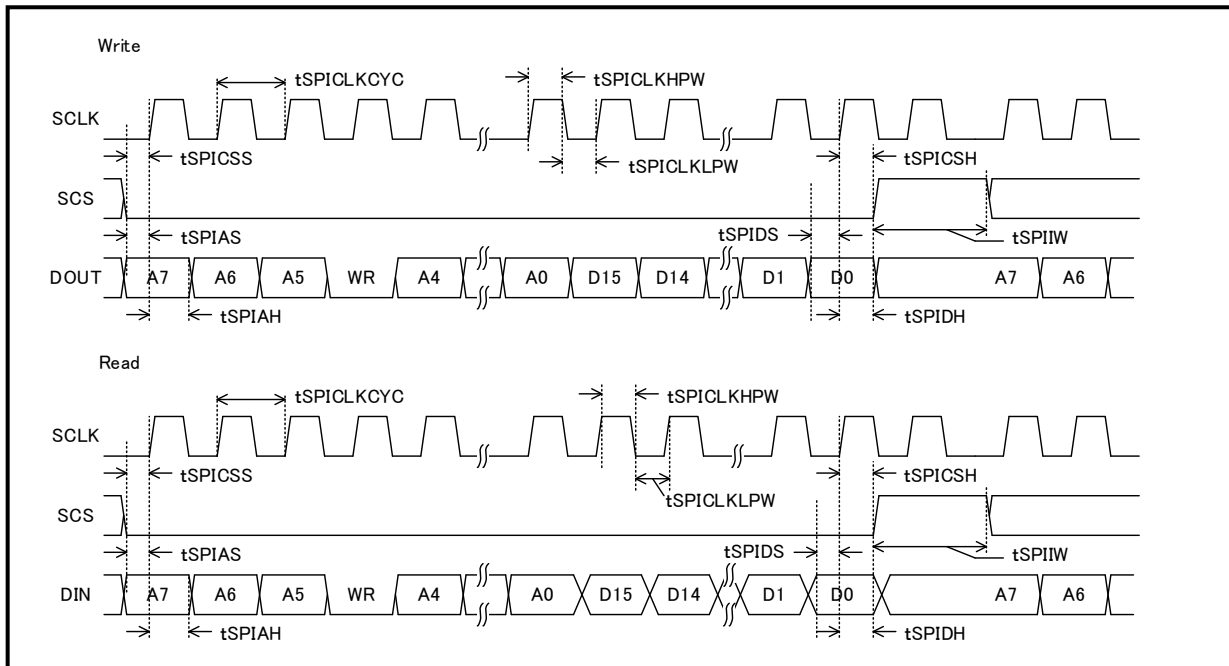 Write
tSPICLKCYC tSPICLKHPW
SCLK
tSPICSS tSPICLKLPW tSPICSH
SCS
tSPIAS tSPIDS tSPIIW
DOUT A7 A6 A5 WR A4 A0 D15 D14 D1 D0 A7 A6
tSPIAH tSPIDH
Read
tSPICLKCYC tSPICLKHPW
SCLK
tSPICSS tSPICSH
tSPICLKLPW
SCS
tSPIAS tSPIDS tSPIIW
DIN A7 A6 A5 WR A4 A0 D15 D14 D1 D0 A7 A6
tSPIAH tSPIDH